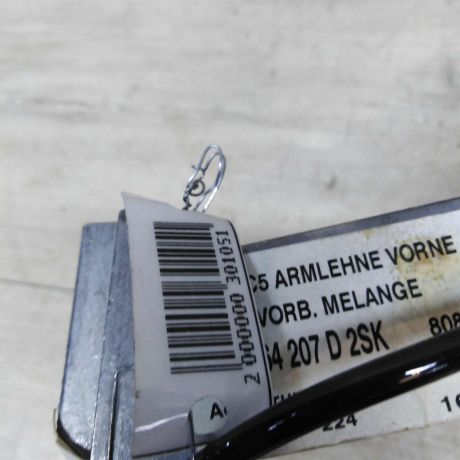 2 000000 301051
C5 ARMLEHNE VORNE
VORB. MELANGE
64 207 D 2SK 808
224